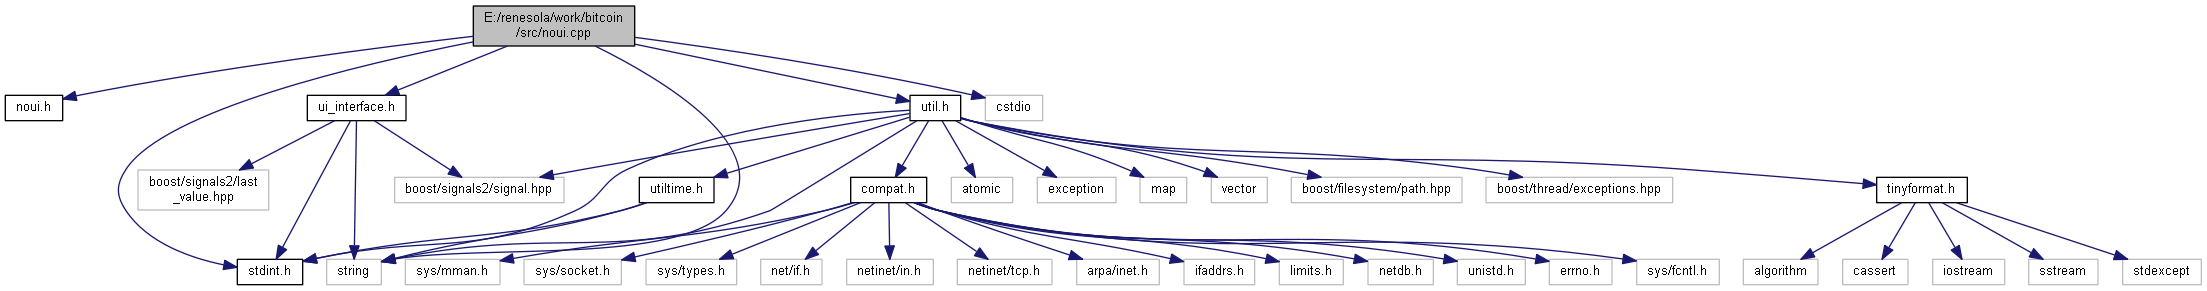 E:/renesola/work/bitcoin
/src/noui.cpp
noui.h
ui_interface.h
util.h
cstdio
boost/signals2/last
_value.hpp
boost/signals2/signal.hpp
utiltime.h
compat.h
atomic
exception
map
vector
boost/filesystem/path.hpp
boost/thread/exceptions.hpp
tinyformat.h
stdint.h
string
sys/mman.h
sys/socket.h
sys/types.h
net/if.h
netinet/in.h
netinet/tcp.h
arpa/inet.h
ifaddrs.h
limits.h
netdb.h
unistd.h
errno.h
sys/fcntl.h
algorithm
cassert
iostream
sstream
stdexcept